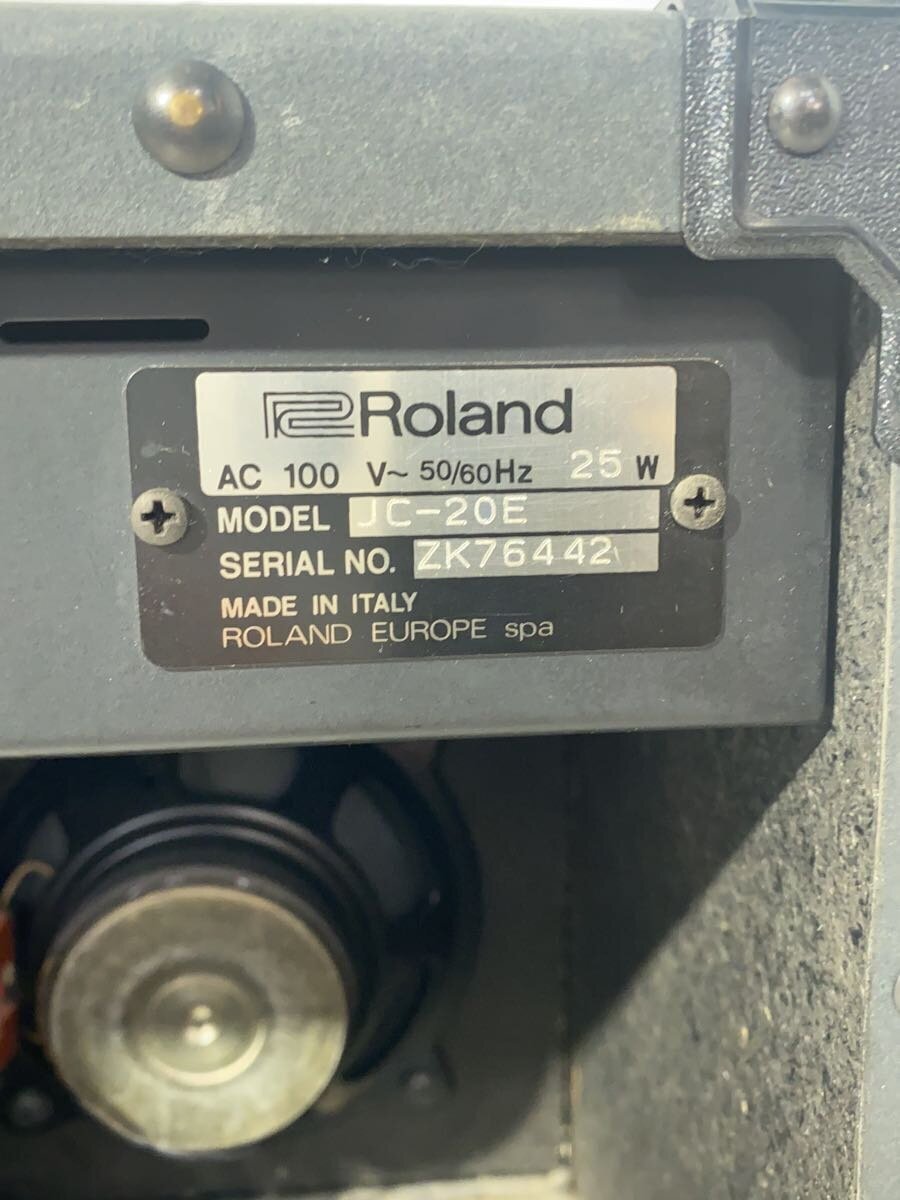 Roland
AC 100 V~ 50/60Hz 25 W
MODEL JC-20E
SERIAL NO. ZK76442
MADE IN ITALY
ROLAND EUROPE spa